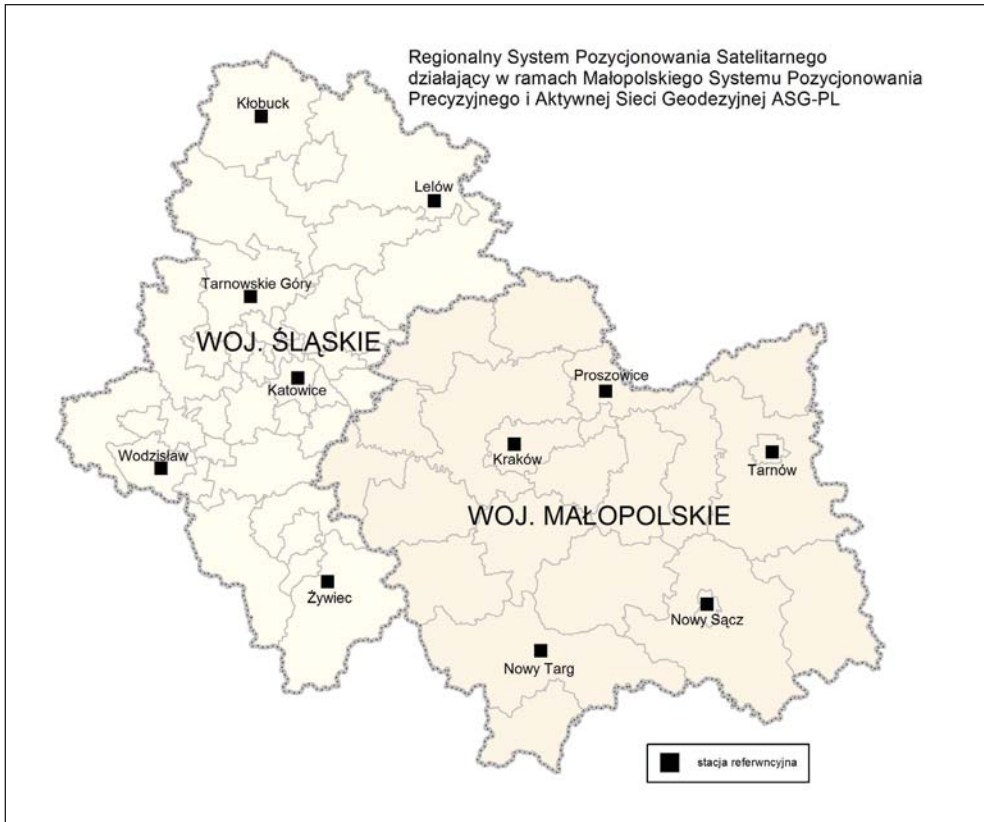 Regionalny System Pozycjonowania Satelitarnego
działający w ramach Małopolskiego Systemu Pozycjonowania
Precyzyjnego i Aktywnej Sieci Geodezyjnej ASG-PL
Kłobuck
Lelów
Tarnowskie Góry
WOJ. ŚLĄSKIE
Katowice
Proszowice
Wodzisław
Kraków
Tarnów
WOJ. MAŁOPOLSKIE
Żywiec
Nowy Sącz
Nowy Targ
stacja referwncyjna